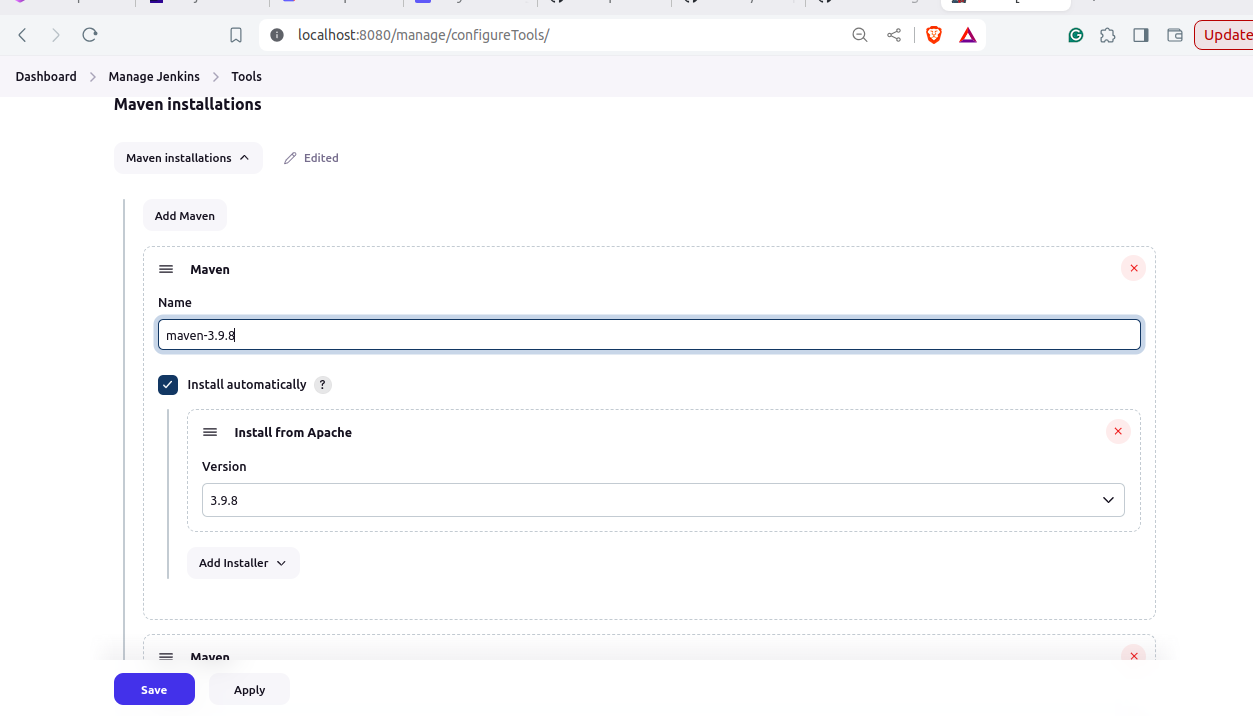 localhost:8080/manage/configureTools/
Update
Dashboard > Manage Jenkins > Tools
Maven installations
Maven installations
Edited
Add Maven
Maven
Name
maven-3.9.8
Install automatically ?
Install from Apache
Version
3.9.8
Add Installer
Maven
Save
Apply